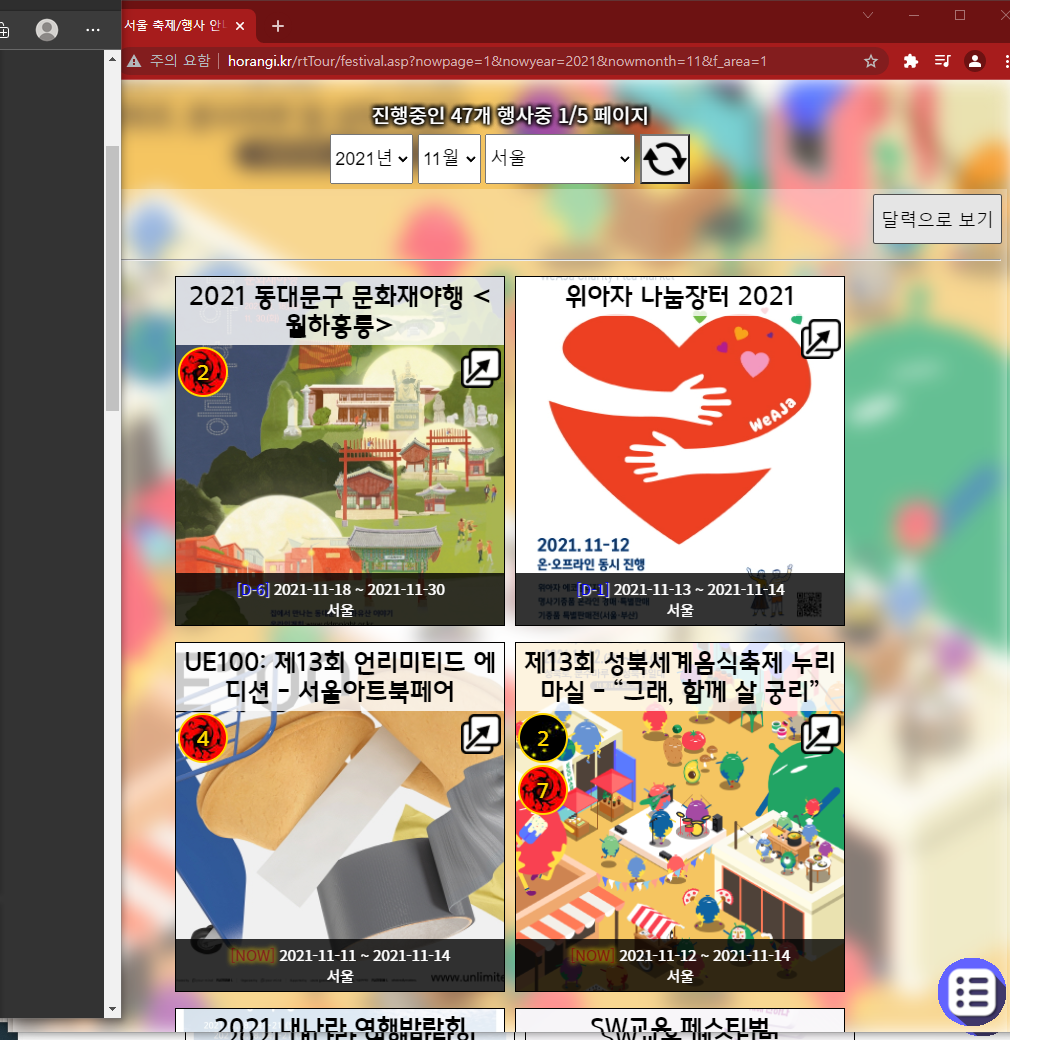 서울 축제/행사 안
주의 요함
horangi.kr/rtTour/festival.asp?nowpage=1&nowyear=2021&nowmonth=11&f_area=1
진행중인 47개 행사중 1/5 페이지
2021년
11월
서울
달력으로 보기
2021 동대문구 문화재야행 <
월하홍릉>
2
[D-6] 2021-11-18 ~ 2021-11-30
서울
위아자 나눔장터 2021
WeAJa
2021.11-12
온·오프라인 동시 진행
[D-1] 2021-11-13 ~ 2021-11-14
서울
UE100: 제13회 언리미티드 에
디션 - 서울아트북페어
4
[NOW] 2021-11-11 ~ 2021-11-14
서울
www.unlimite
제13회 성북세계음식축제 누리
마실 - “그래, 함께 살 궁리”
2
7
[NOW] 2021-11-12 ~ 2021-11-14
서울
2021 내나라 여행박람회
SW교육 페스티벌